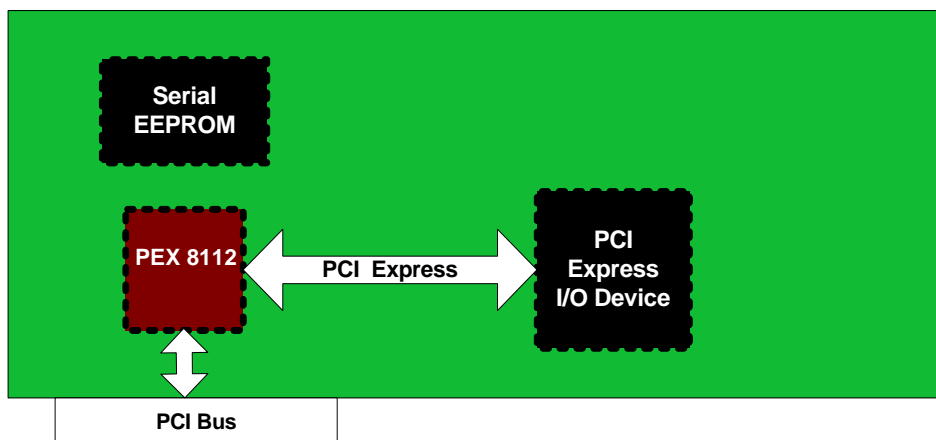 Serial
EEPROM
PEX 8112
PCI Express
PCI
Express
I/O Device
PCI Bus